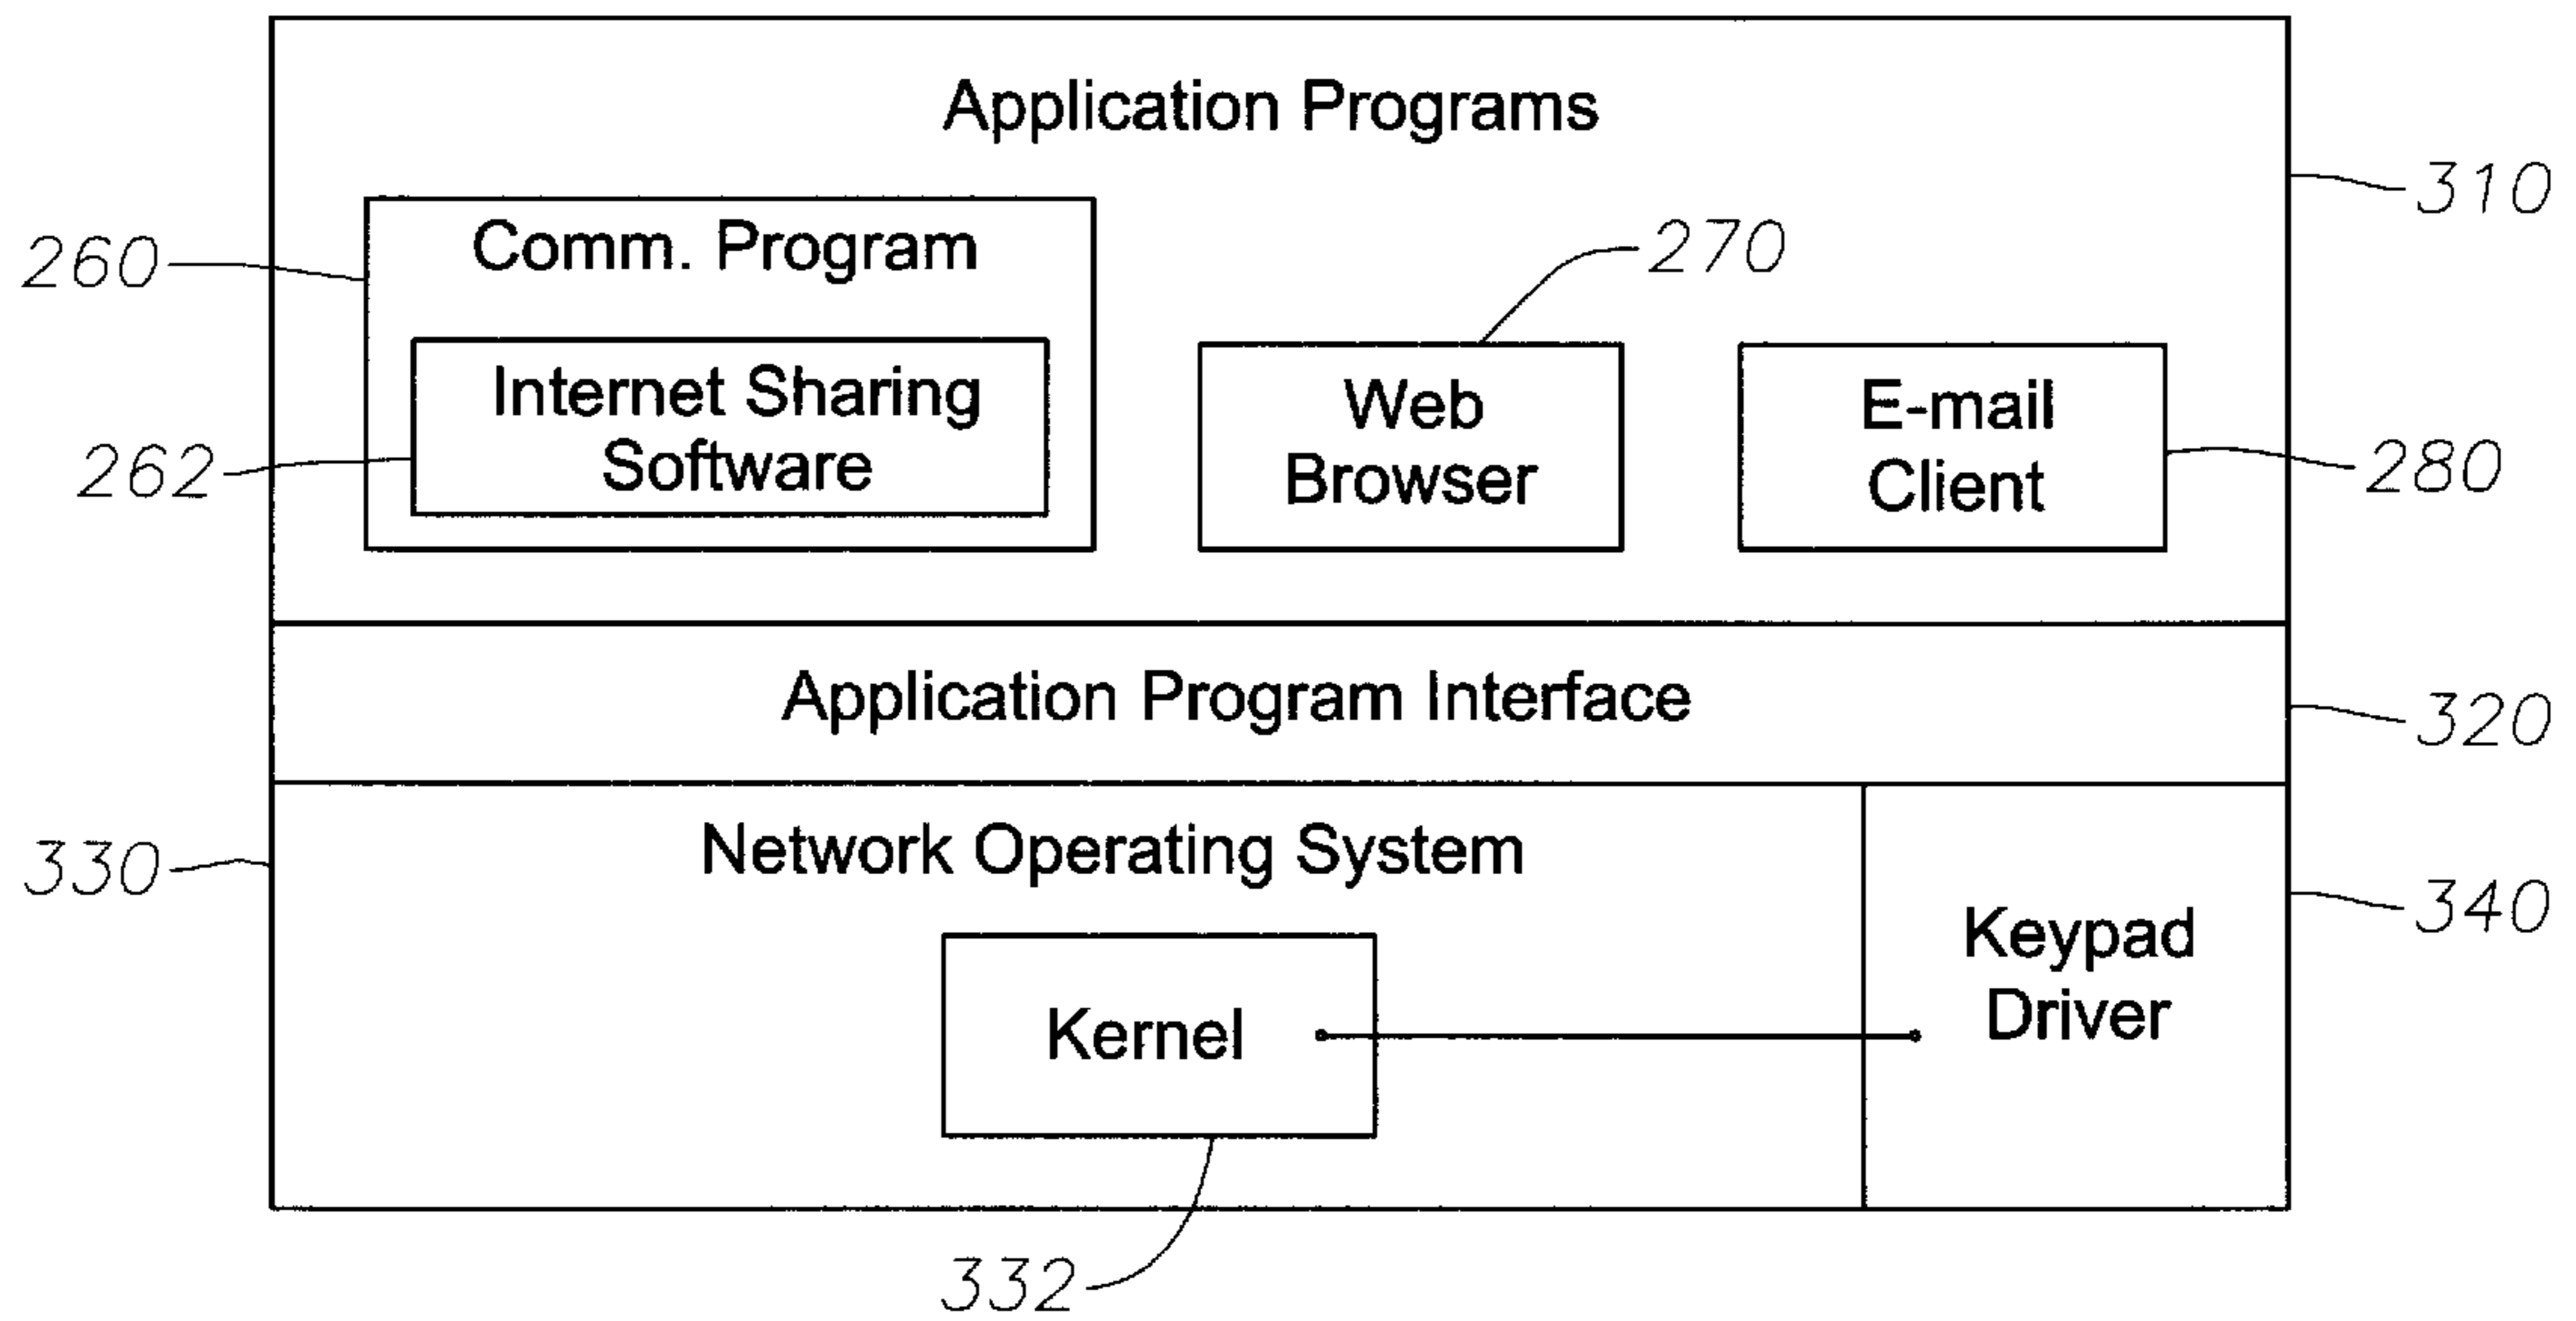 Application Programs
310
260
Comm. Program
270
Internet Sharing
Software
262
Web
Browser
E-mail
Client
280
Application Program Interface
320
330
Network Operating System
340
Keypad
Driver
Kernel
332